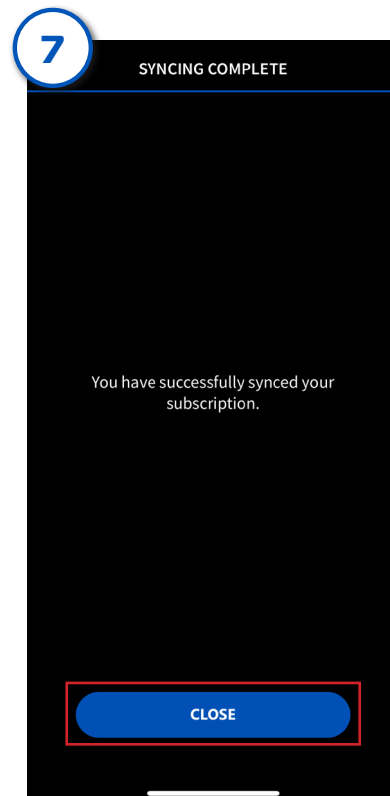 7
SYNCING COMPLETE
You have successfully synced your
subscription.
CLOSE